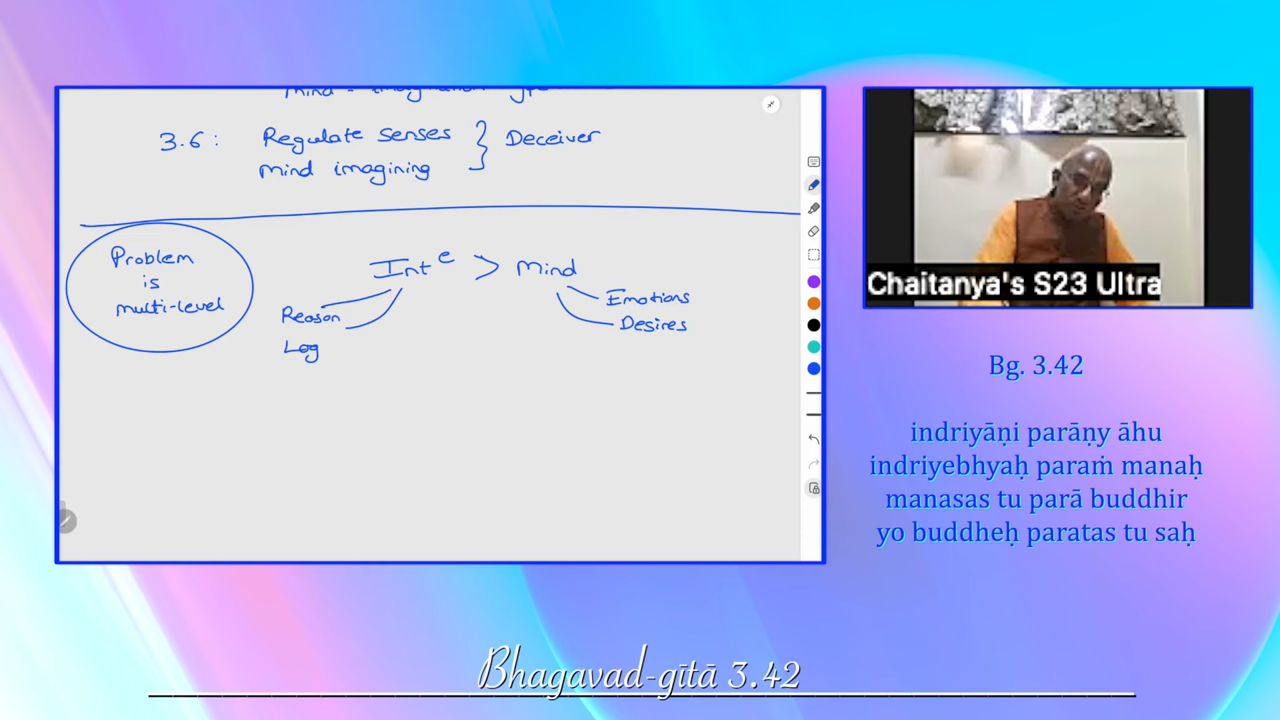 3.6 : Regulate senses } Deceiver
mind imagining
Problem
is
multi-level
Int e > Mind
Reason
Log
Emotions
Desires
Chaitanya's S23 Ultra
Bg. 3.42
indriyāṇi parāṇy āhu
indriyebhyaḥ paraṁ manaḥ
manasas tu parā buddhir
yo buddheḥ paratas tu saḥ
Bhagavad-gītā 3.42